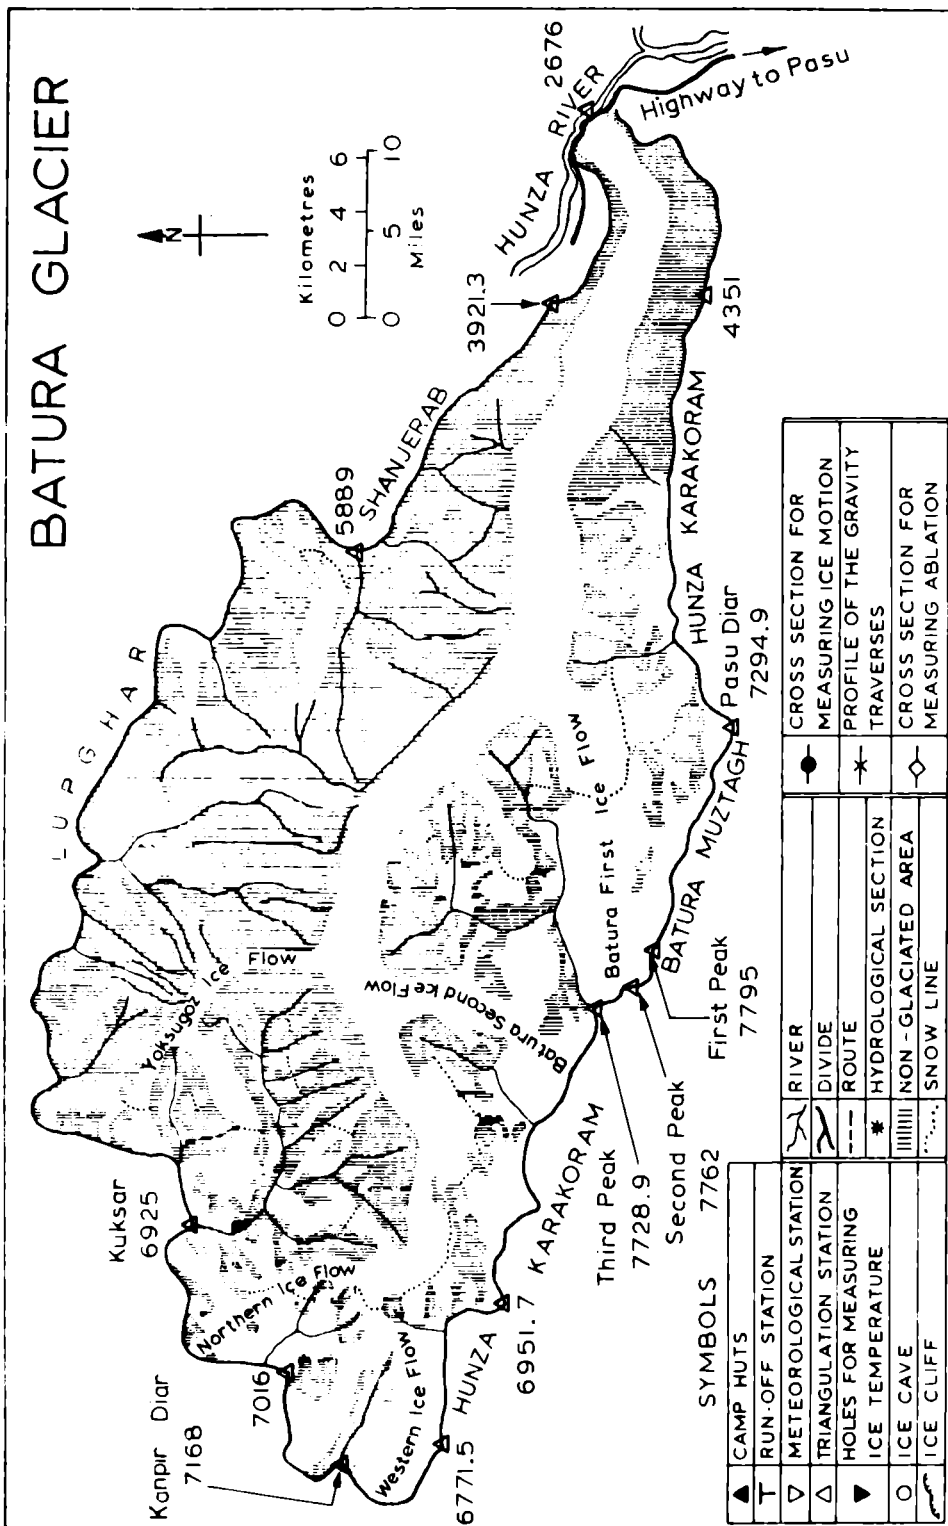 BATURA GLACIER
N
Kilometres
0 2 4 6
0 5 10
Miles
LUPGHAR
SHANJERAB
5889
3921.3
HUNZA RIVER
2676
Highway to Pasu
4351
HUNZA KARAKORAM
Pasu Diar
7294.9
BATURA MUZTAGH
First Peak
7795
Second Peak
7762
Third Peak
7728.9
Batura First Ice Flow
Batura Second Ice Flow
Yoksugoz Ice Flow
Kuksar
6925
Northern Ice Flow
7016
Kanpir Diar
7168
Western Ice Flow
6771.5
HUNZA KARAKORAM
6951.7
SYMBOLS
CAMP HUTS
RUN-OFF STATION
METEOROLOGICAL STATION
TRIANGULATION STATION
HOLES FOR MEASURING
ICE TEMPERATURE
ICE CAVE
ICE CLIFF
RIVER
DIVIDE
ROUTE
HYDROLOGICAL SECTION
NON-GLACIATED AREA
SNOW LINE
CROSS SECTION FOR
MEASURING ICE MOTION
PROFILE OF THE GRAVITY
TRAVERSES
CROSS SECTION FOR
MEASURING ABLATION